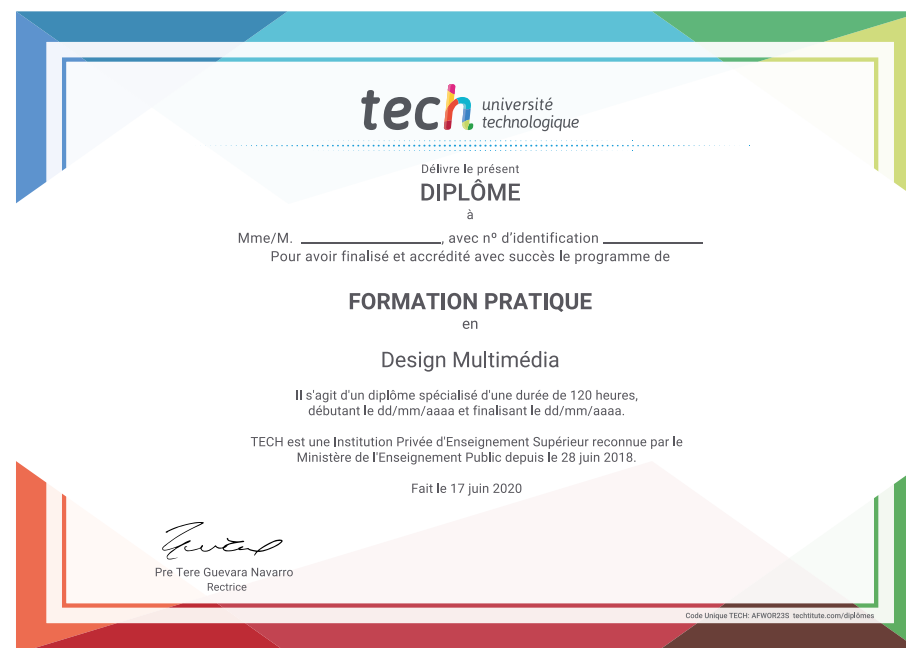 tech université
technologique
Délivre le présent
DIPLÔME
à
Mme/M. ____________________, avec nº d'identification ______________
Pour avoir finalisé et accrédité avec succès le programme de
FORMATION PRATIQUE
en
Design Multimédia
Il s'agit d'un diplôme spécialisé d'une durée de 120 heures,
débutant le dd/mm/aaaa et finalisant le dd/mm/aaaa.
TECH est une Institution Privée d'Enseignement Supérieur reconnue par le
Ministère de l'Enseignement Public depuis le 28 juin 2018.
Fait le 17 juin 2020
Pre Tere Guevara Navarro
Rectrice
Code Unique TECH: AFWOR23S techtitute.com/diplômes